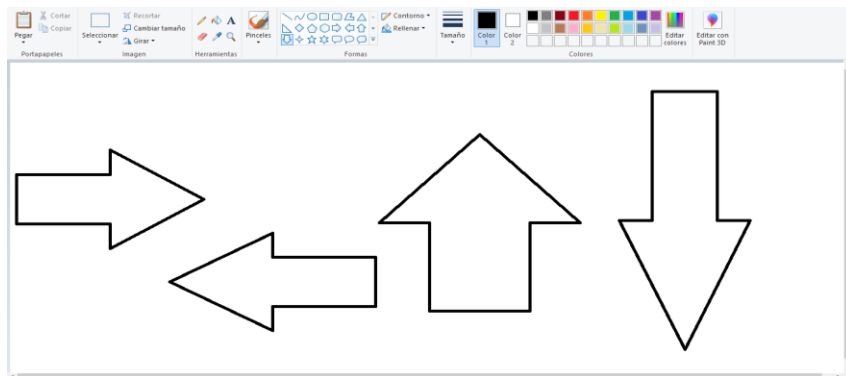 Pegar
Cortar
Copiar
Portapapeles
Seleccionar
Recortar
Cambiar tamaño
Girar
Imagen
A
Herramientas
Pinceles
Contorno
Rellenar
Formas
Tamaño
Color 1
Color 2
Editar colores
Colores
Editar con Paint 3D